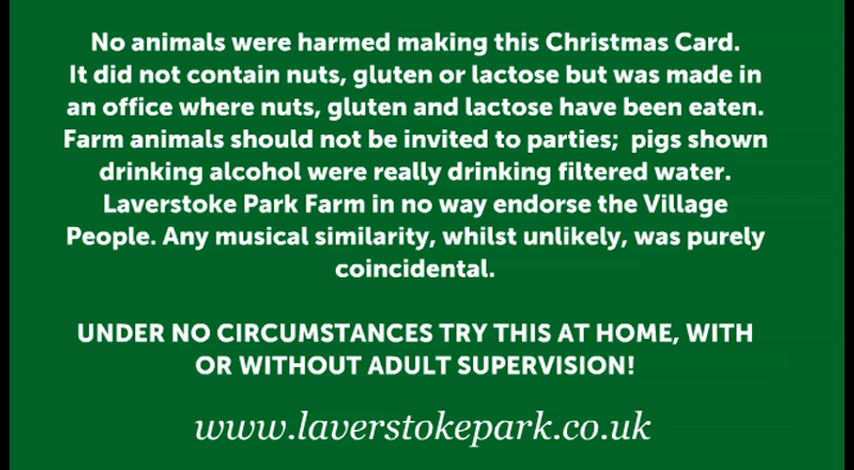 No animals were harmed making this Christmas Card.
It did not contain nuts, gluten or lactose but was made in
an office where nuts, gluten and lactose have been eaten.
Farm animals should not be invited to parties;  pigs shown
drinking alcohol were really drinking filtered water.
Laverstoke Park Farm in no way endorse the Village
People. Any musical similarity, whilst unlikely, was purely
coincidental.
UNDER NO CIRCUMSTANCES TRY THIS AT HOME, WITH
OR WITHOUT ADULT SUPERVISION!
www.laverstokepark.co.uk